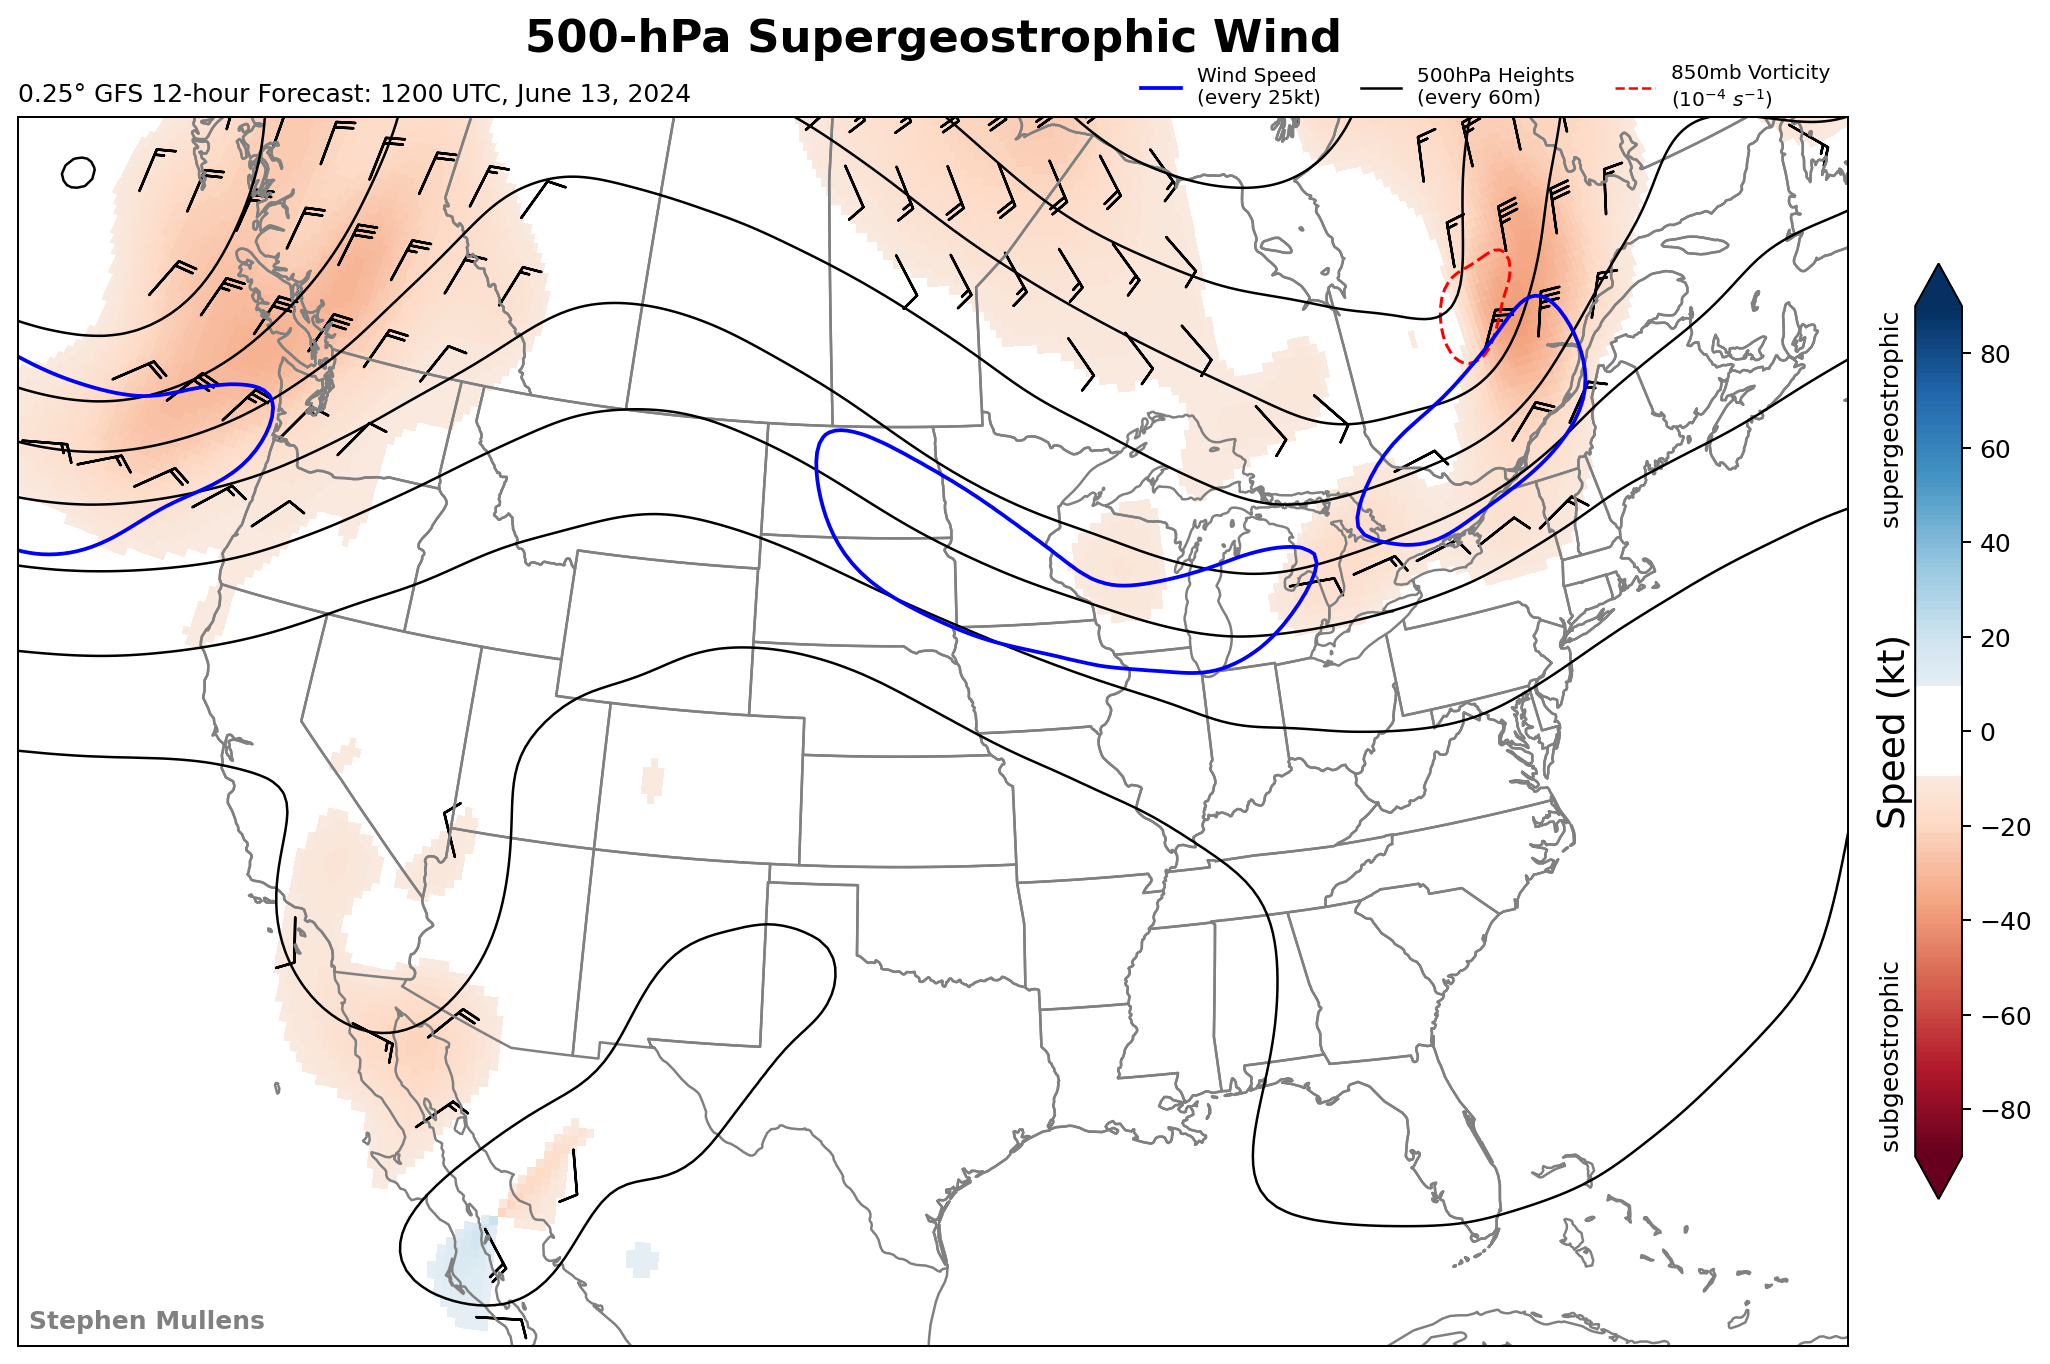 500-hPa Supergeostrophic Wind
0.25° GFS 12-hour Forecast: 1200 UTC, June 13, 2024
Wind Speed
(every 25kt)
500hPa Heights
(every 60m)
850mb Vorticity
(10⁻⁴ s⁻¹)
supergeostrophic
Speed (kt)
subgeostrophic
80
60
40
20
0
−20
−40
−60
−80
Stephen Mullens